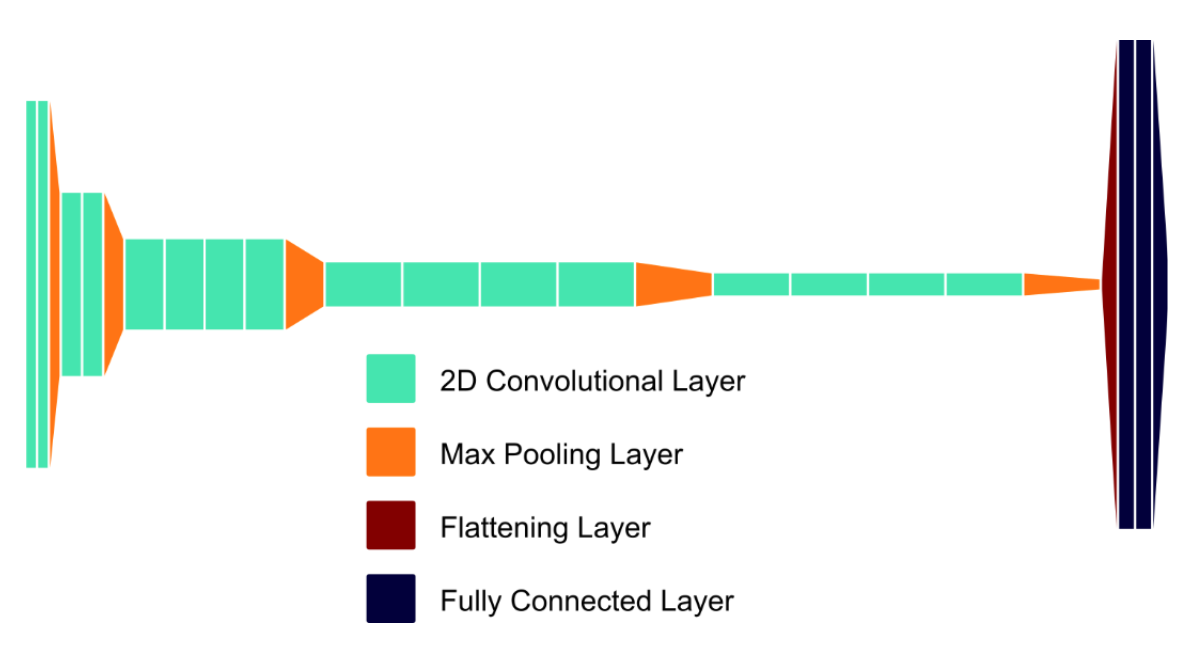 2D Convolutional Layer
Max Pooling Layer
Flattening Layer
Fully Connected Layer